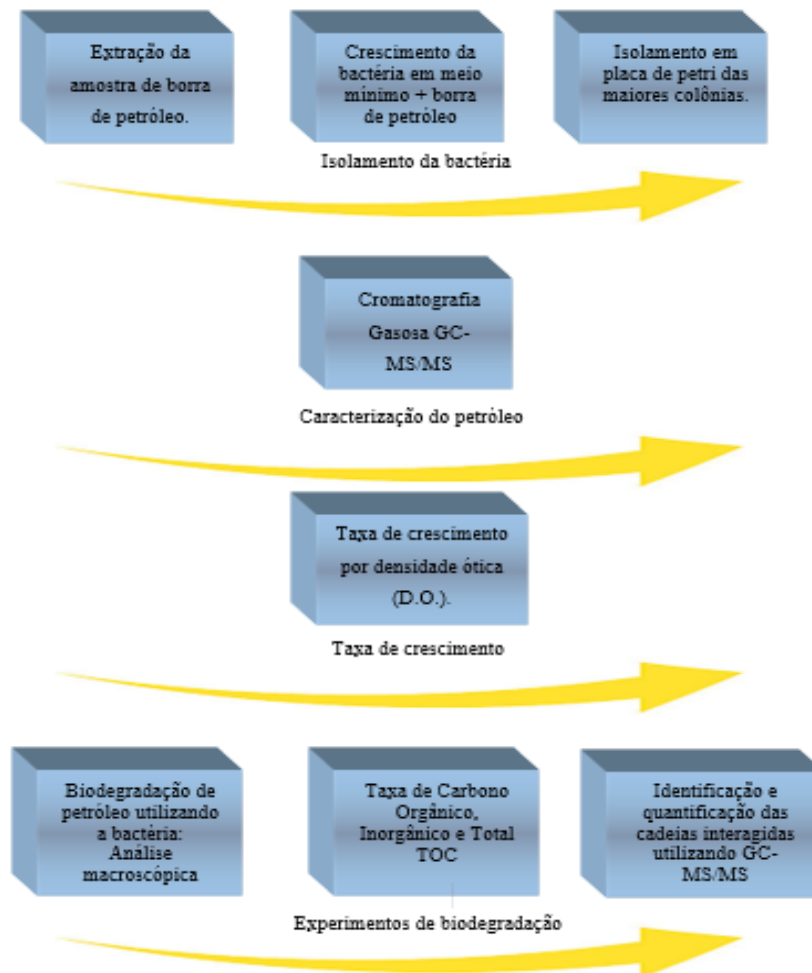 Extração da
amostra de borra
de petróleo.
Crescimento da
bactéria em meio
mínimo + borra
de petróleo
Isolamento em
placa de petri das
maiores colônias.
Isolamento da bactéria
Cromatografia
Gasosa GC-
MS/MS
Caracterização do petróleo
Taxa de crescimento
por densidade ótica
(D.O.).
Taxa de crescimento
Biodegradação de
petróleo utilizando
a bactéria:
Análise
macroscópica
Taxa de Carbono
Orgânico,
Inorgânico e Total
TOC
Identificação e
quantificação das
cadeias interagidas
utilizando GC-
MS/MS
Experimentos de biodegradação